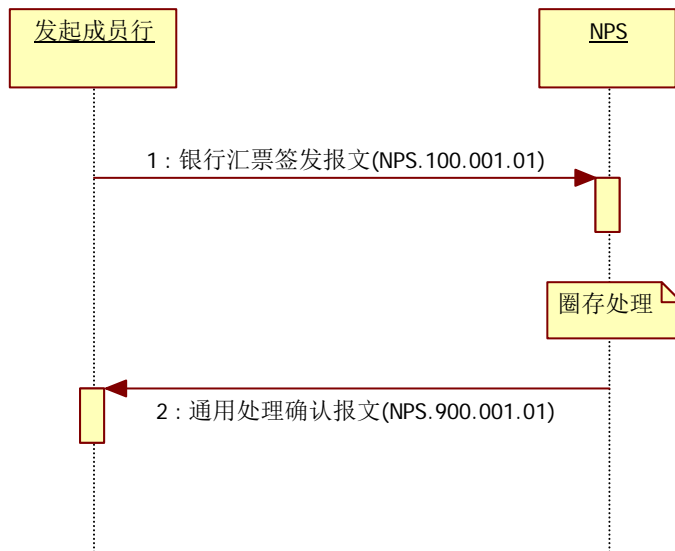 发起成员行
NPS
1 : 银行汇票签发报文(NPS.100.001.01)
圈存处理
2 : 通用处理确认报文(NPS.900.001.01)